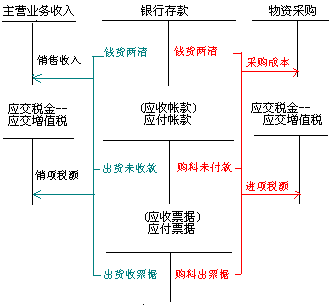 主营业务收入
银行存款
物资采购
钱货两清
钱货两清
销售收入
采购成本
应交税金--
应交增值税
(应收帐款)
应付帐款
应交税金--
应交增值税
出货未收款
购料未付款
销项税额
进项税额
(应收票据)
应付票据
出货收票据
购料出票据